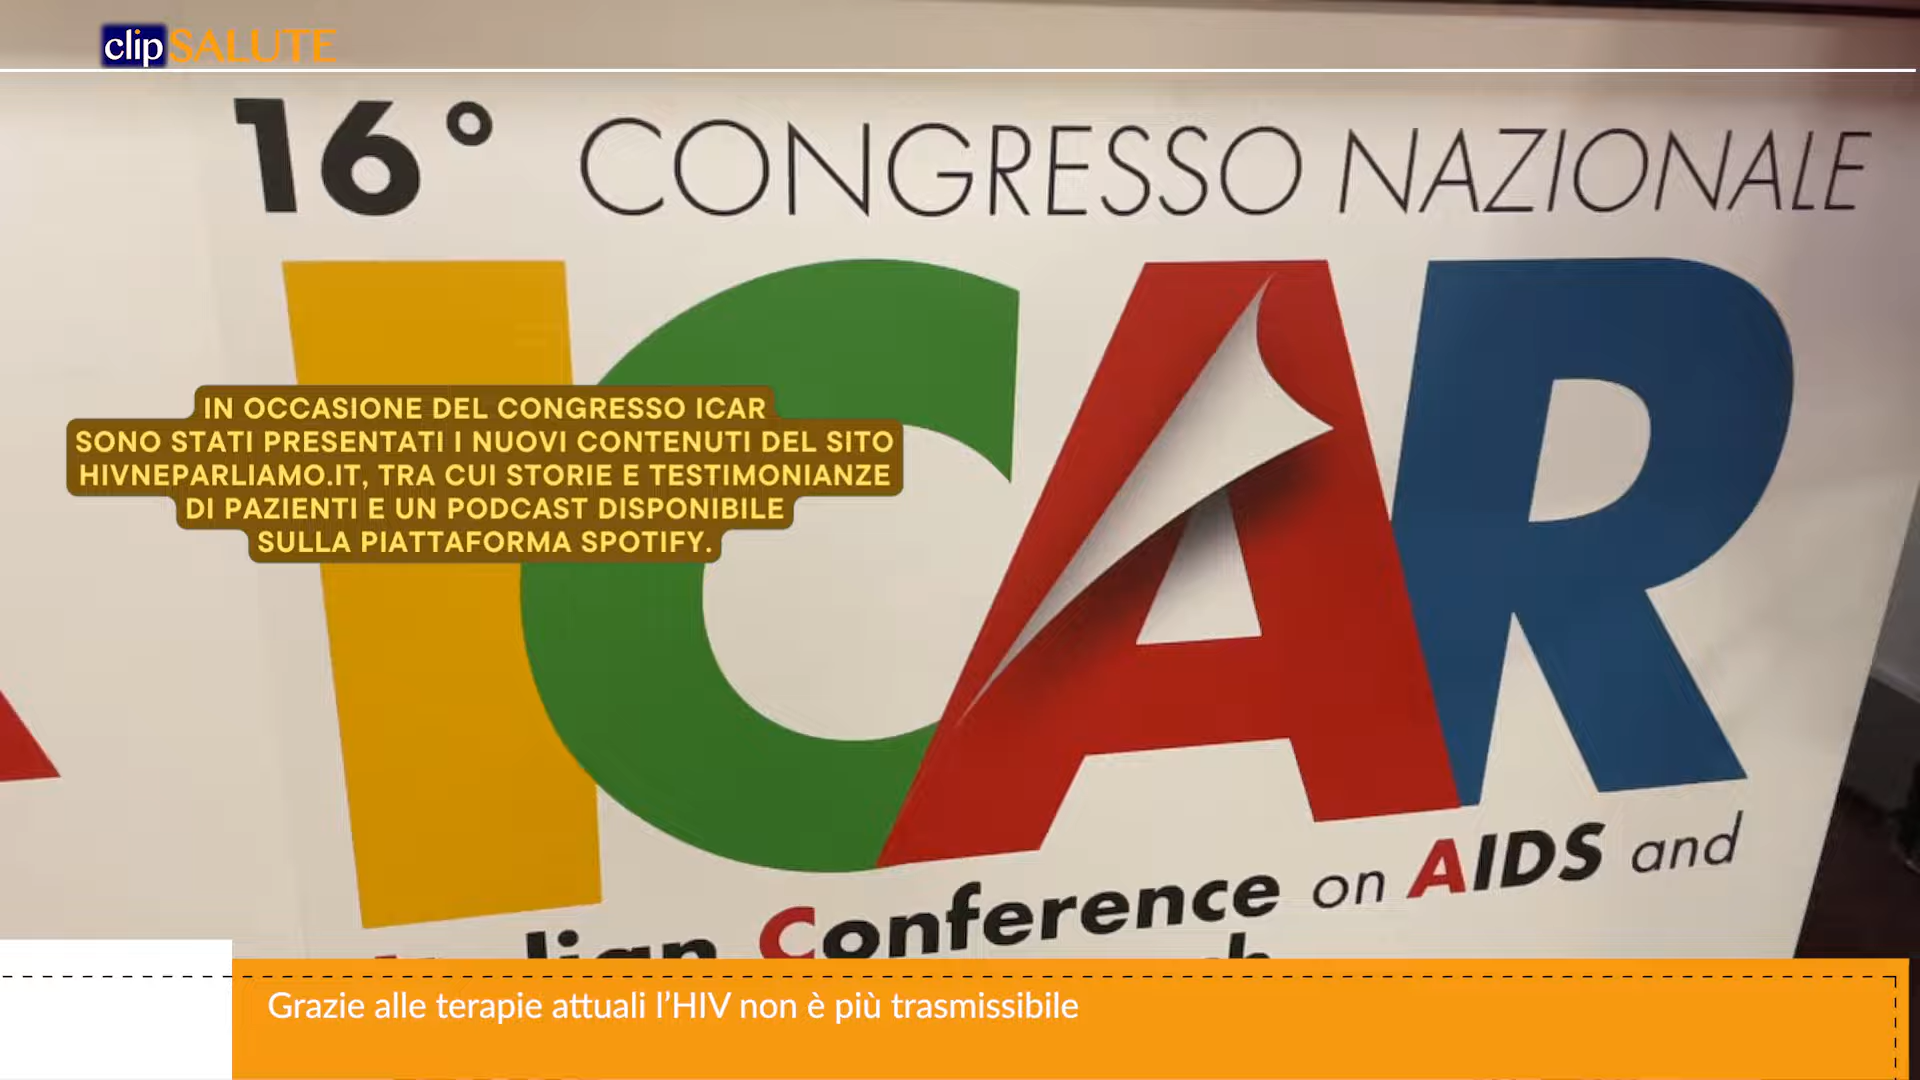 clip SALUTE
16° CONGRESSO NAZIONALE
ICAR
IN OCCASIONE DEL CONGRESSO ICAR
SONO STATI PRESENTATI I NUOVI CONTENUTI DEL SITO
HIVNEPARLIAMO.IT, TRA CUI STORIE E TESTIMONIANZE
DI PAZIENTI E UN PODCAST DISPONIBILE
SULLA PIATTAFORMA SPOTIFY.
Conference on AIDS and
Grazie alle terapie attuali l'HIV non è più trasmissibile